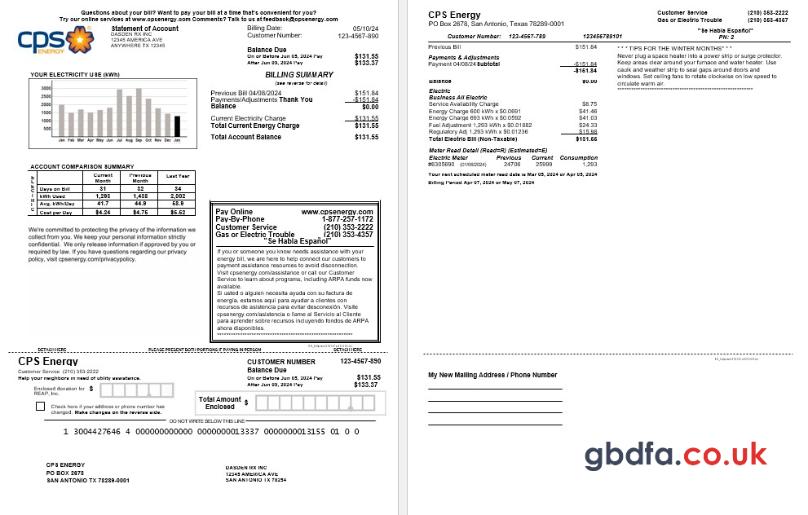 Questions about your bill? Want to pay your bill at a time that's convenient for you?
Try our online services at www.cpsenergy.com Comments? Talk to us at feedback@cpsenergy.com
cps ENERGY
Statement of Account
DASDEN RX INC
12345 AMERICA AVE
ANYWHERE TX 12345
Billing Date: 05/10/24
Customer Number: 123-4567-890
Balance Due
On or Before Jun 05, 2024 Pay $131.55
After Jun 05, 2024 Pay $133.37
YOUR ELECTRICITY USE (kWh)
3000
2500
2000
1500
1000
500
Jan Feb Mar Apr May Jun Jul Aug Sep Oct Nov Dec Jan
BILLING SUMMARY
(see reverse for detail)
Previous Bill 04/08/2024 $151.84
Payments/Adjustments Thank You -$151.84
Balance $0.00
Current Electricity Charge $131.55
Total Current Energy Charge $131.55
Total Account Balance $131.55
ACCOUNT COMPARISON SUMMARY
ELECTRIC
Current Month Previous Month Last Year
Days on Bill 31 32 34
kWh Used 1,293 1,438 2,002
Avg. kWh/Day 41.7 44.9 58.9
Cost per Day $4.24 $4.75 $5.52
We're committed to protecting the privacy of the information we
collect from you. We keep your personal information strictly
confidential. We only release information if approved by you or
required by law. If you have questions regarding our privacy
policy, visit cpsenergy.com/privacypolicy.
Pay Online www.cpsenergy.com
Pay-By-Phone 1-877-257-1172
Customer Service (210) 353-2222
Gas or Electric Trouble (210) 353-4357
"Se Habla Español"
If you or someone you know needs assistance with your
energy bill, we are here to help connect our customers to
payment assistance resources to avoid disconnection.
Visit cpsenergy.com/assistance or call our Customer
Service to learn about programs, including ARPA funds now
available.
Si usted o alguien necesita ayuda con su factura de
energía, estamos aquí para ayudar a clientes con
recursos de asistencia para evitar desconexión. Visite
cpsenergy.com/asistencia o llame al Servicio al Cliente
para aprender sobre recursos incluyendo fondos de ARPA
ahora disponibles.
DETACH HERE PLEASE PRESENT BOTH PORTIONS IF PAYING IN PERSON DETACH HERE
CPS Energy
Customer Service (210) 353-2222
Help your neighbors in need of utility assistance.
CUSTOMER NUMBER 123-4567-890
Balance Due
On or Before Jun 05, 2024 Pay $131.55
After Jun 05, 2024 Pay $133.37
Enclosed donation for REAP, Inc. $
Check here if your address or phone number has
changed. Make changes on the reverse side.
Total Amount Enclosed $
DO NOT WRITE BELOW THIS LINE
1 3004427646 4 000000000000 00000000013337 00000000013155 01 0 0
CPS ENERGY
PO BOX 2678
SAN ANTONIO TX 78289-0001
DASDEN RX INC
12345 AMERICA AVE
SAN ANTONIO TX 78254
CPS Energy
PO Box 2678, San Antonio, Texas 78289-0001
Customer Service (210) 353-2222
Gas or Electric Trouble (210) 353-4357
"Se Habla Español"
Customer Number: 123-4567-789 123456789101 PN: 2
Previous Bill $151.84
Payments & Adjustments
Payment 04/08/24 Subtotal -$151.84
-$151.84
Balance $0.00
Electric
Business All Electric
Service Availability Charge $8.75
Energy Charge 600 kWh x $0.0691 $41.46
Energy Charge 693 kWh x $0.0592 $41.03
Fuel Adjustment 1,293 kWh x $0.01882 $24.33
Regulatory Adj 1,293 kWh x $0.01236 $15.98
Total Electric Bill (Non-Taxable) $131.55
Meter Read Detail (Read=R) (Estimated=E)
Electric Meter Previous Current Consumption
24706 25999 1,293
Your next scheduled meter read date is Mar 05, 2024 or Apr 05, 2024
Billing Period Apr 07, 2024 or May 07, 2024
* * * TIPS FOR THE WINTER MONTHS * * *
Never plug a space heater into a power strip or surge protector.
Keep areas clear around your furnace and water heater. Use
caulk and weather strip to seal gaps around doors and
windows. Set ceiling fans to rotate clockwise on low speed to
circulate warm air.
My New Mailing Address / Phone Number
gbdfa.co.uk